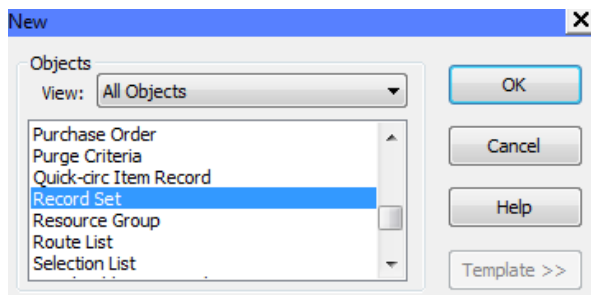 New
Objects
View: All Objects
OK
Purchase Order
Purge Criteria
Cancel
Quick-circ Item Record
Record Set
Help
Resource Group
Route List
Selection List
Template >>